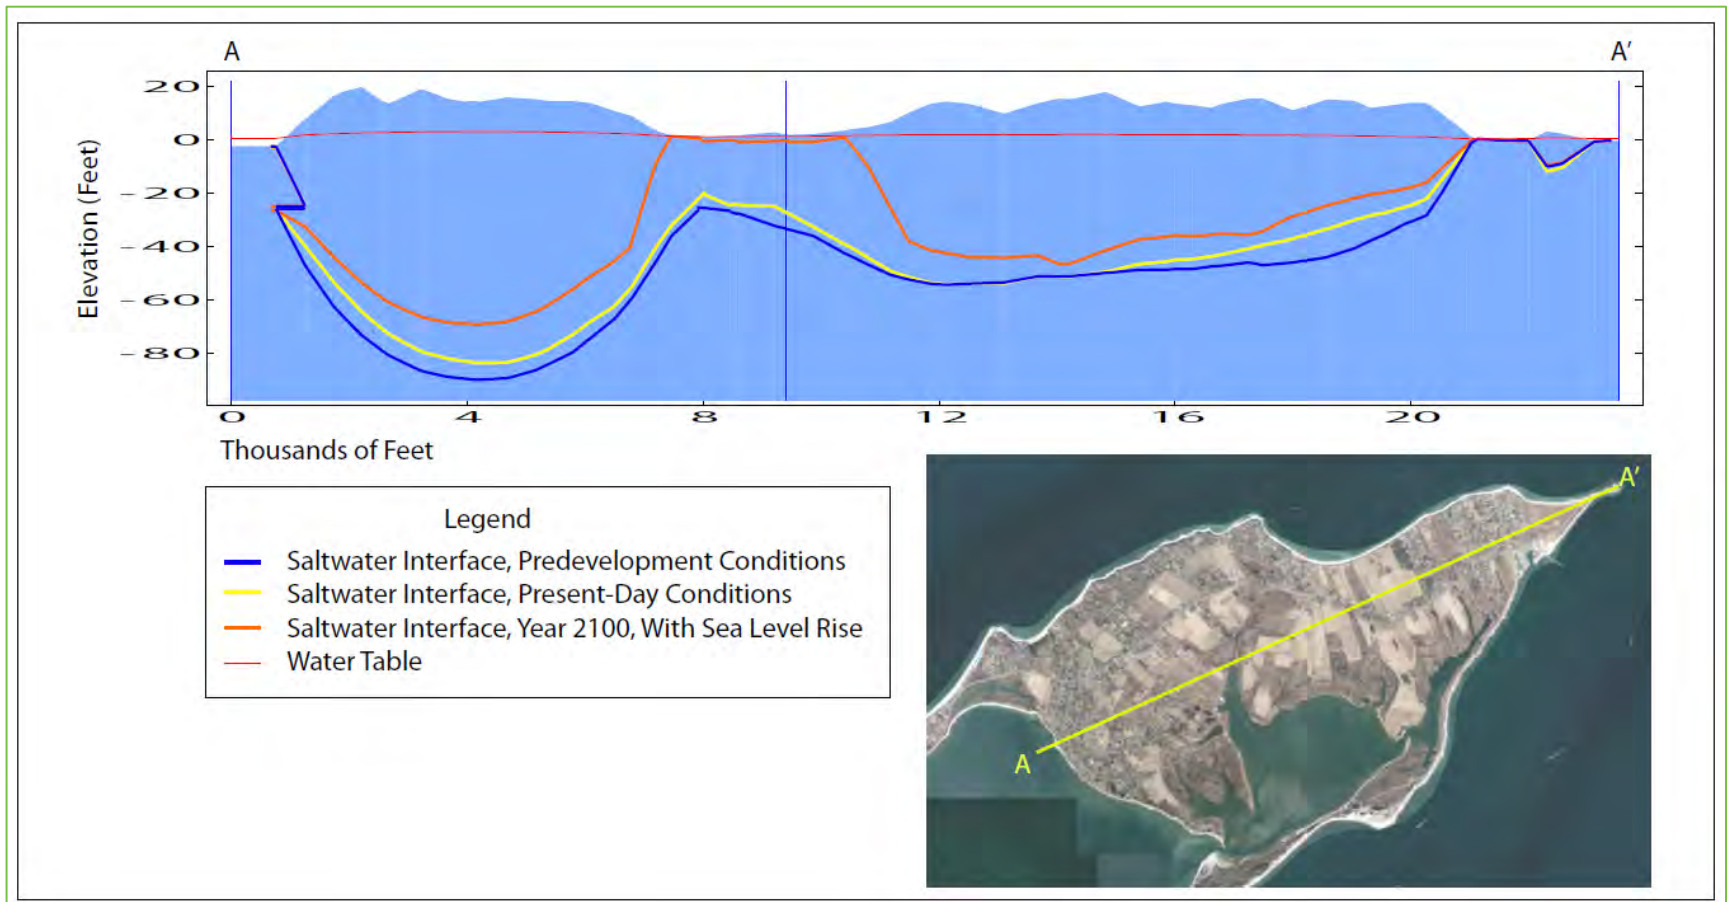 A A’
20
0
-20
-40
-60
-80
Elevation (Feet)
0 4 8 12 16 20
Thousands of Feet
Legend
Saltwater Interface, Predevelopment Conditions
Saltwater Interface, Present-Day Conditions
Saltwater Interface, Year 2100, With Sea Level Rise
Water Table
A’
A